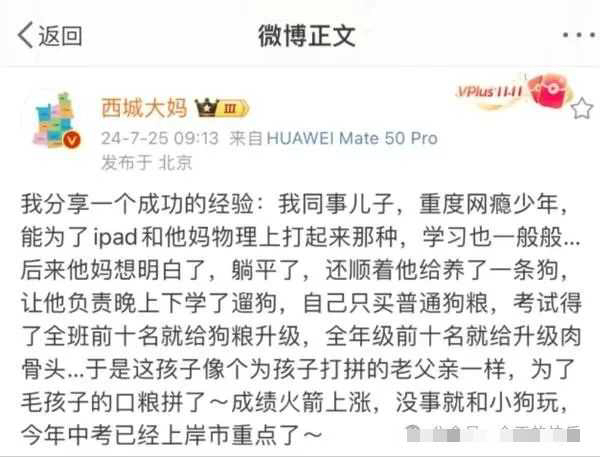 返回
微博正文
VPlus11.11
西城大妈
III
24-7-25 09:13 来自HUAWEI Mate 50 Pro
发布于 北京
我分享一个成功的经验：我同事儿子，重度网瘾少年，
能为了ipad和他妈物理上打起来那种，学习也一般般...
后来他妈想明白了，躺平了，还顺着他给养了一条狗，
让他负责晚上下学了遛狗，自己只买普通狗粮，考试得
了全班前十名就给狗粮升级，全年级前十名就给升级肉
骨头...于是这孩子像个为孩子打拼的老父亲一样，为了
毛孩子的口粮拼了～成绩火箭上涨，没事就和小狗玩，
今年中考已经上岸市重点了～